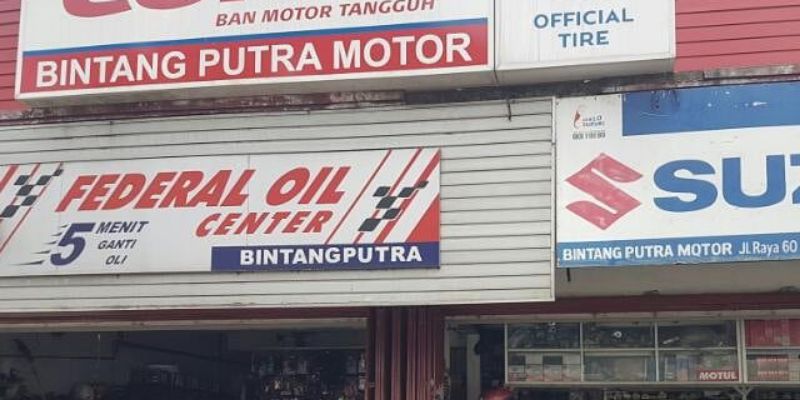 BAN MOTOR TANGGUH
BINTANG PUTRA MOTOR
OFFICIAL
TIRE
FEDERAL OIL
CENTER
5 MENIT
GANTI
OLI
BINTANGPUTRA
SUZ
BINTANG PUTRA MOTOR Jl. Raya 60
MOTUL